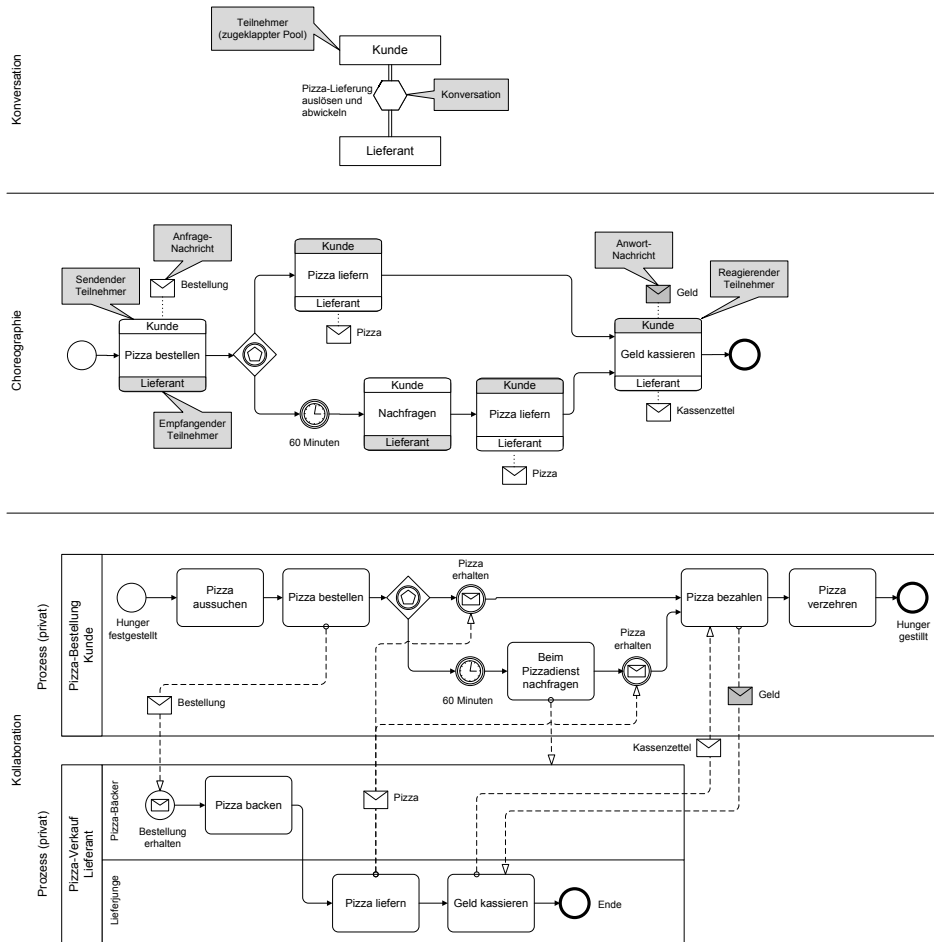 Konversation
Teilnehmer
(zugeklappter Pool)
Kunde
Pizza-Lieferung
auslösen und
abwickeln
Konversation
Lieferant
Choreographie
Anfrage-
Nachricht
Sendender
Teilnehmer
Bestellung
Kunde
Pizza bestellen
Lieferant
Empfangender
Teilnehmer
Kunde
Pizza liefern
Lieferant
Pizza
60 Minuten
Kunde
Nachfragen
Lieferant
Kunde
Pizza liefern
Lieferant
Pizza
Anwort-
Nachricht
Geld
Reagierender
Teilnehmer
Kunde
Geld kassieren
Lieferant
Kassenzettel
Kollaboration
Prozess (privat)
Pizza-Bestellung
Kunde
Hunger
festgestellt
Pizza
aussuchen
Pizza bestellen
Pizza
erhalten
60 Minuten
Beim
Pizzadienst
nachfragen
Pizza
erhalten
Pizza bezahlen
Pizza
verzehren
Hunger
gestillt
Bestellung
Pizza
Kassenzettel
Geld
Prozess (privat)
Pizza-Verkauf
Lieferant
Pizza-Bäcker
Bestellung
erhalten
Pizza backen
Lieferjunge
Pizza liefern
Geld kassieren
Ende